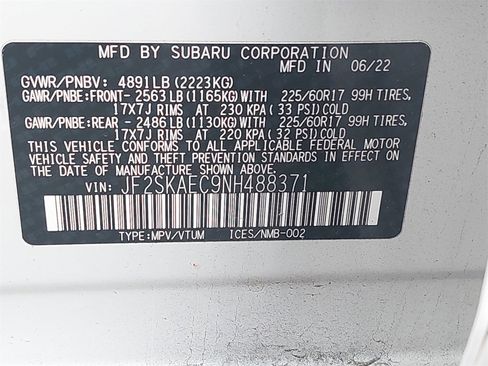 MFD BY SUBARU CORPORATION
MFD IN 06/22
GVWR/PNBV: 4891LB (2223KG)
GAWR/PNBE:FRONT- 2563 LB (1165KG) WITH 225/60R17 99H TIRES,
17X7J RIMS AT 230 KPA (33 PSI) COLD
GAWR/PNBE:REAR - 2486 LB (1130KG) WITH 225/60R17 99H TIRES,
17X7J RIMS AT 220 KPA (32 PSI) COLD
THIS VEHICLE CONFORMS TO ALL APPLICABLE FEDERAL MOTOR
VEHICLE SAFETY BUMPER, AND THEFT PREVENTION STANDARDS
IN EFFECT ON THE DATE OF MANUFACTURE SHOWN ABOVE.
VIN: JF2SKAEC9NH488371
TYPE:MPV/VTUM ICES/NMB-002